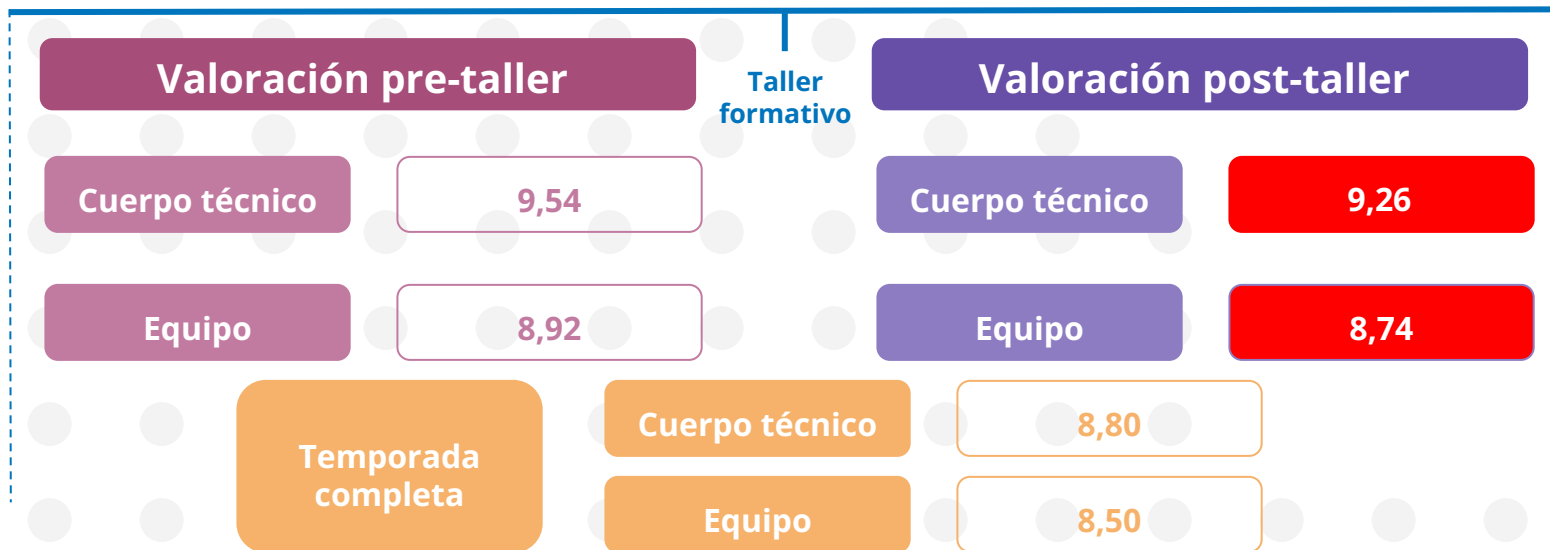 Valoración pre-taller
Taller
formativo
Valoración post-taller
Cuerpo técnico
9,54
Cuerpo técnico
9,26
Equipo
8,92
Equipo
8,74
Temporada
completa
Cuerpo técnico
8,80
Equipo
8,50